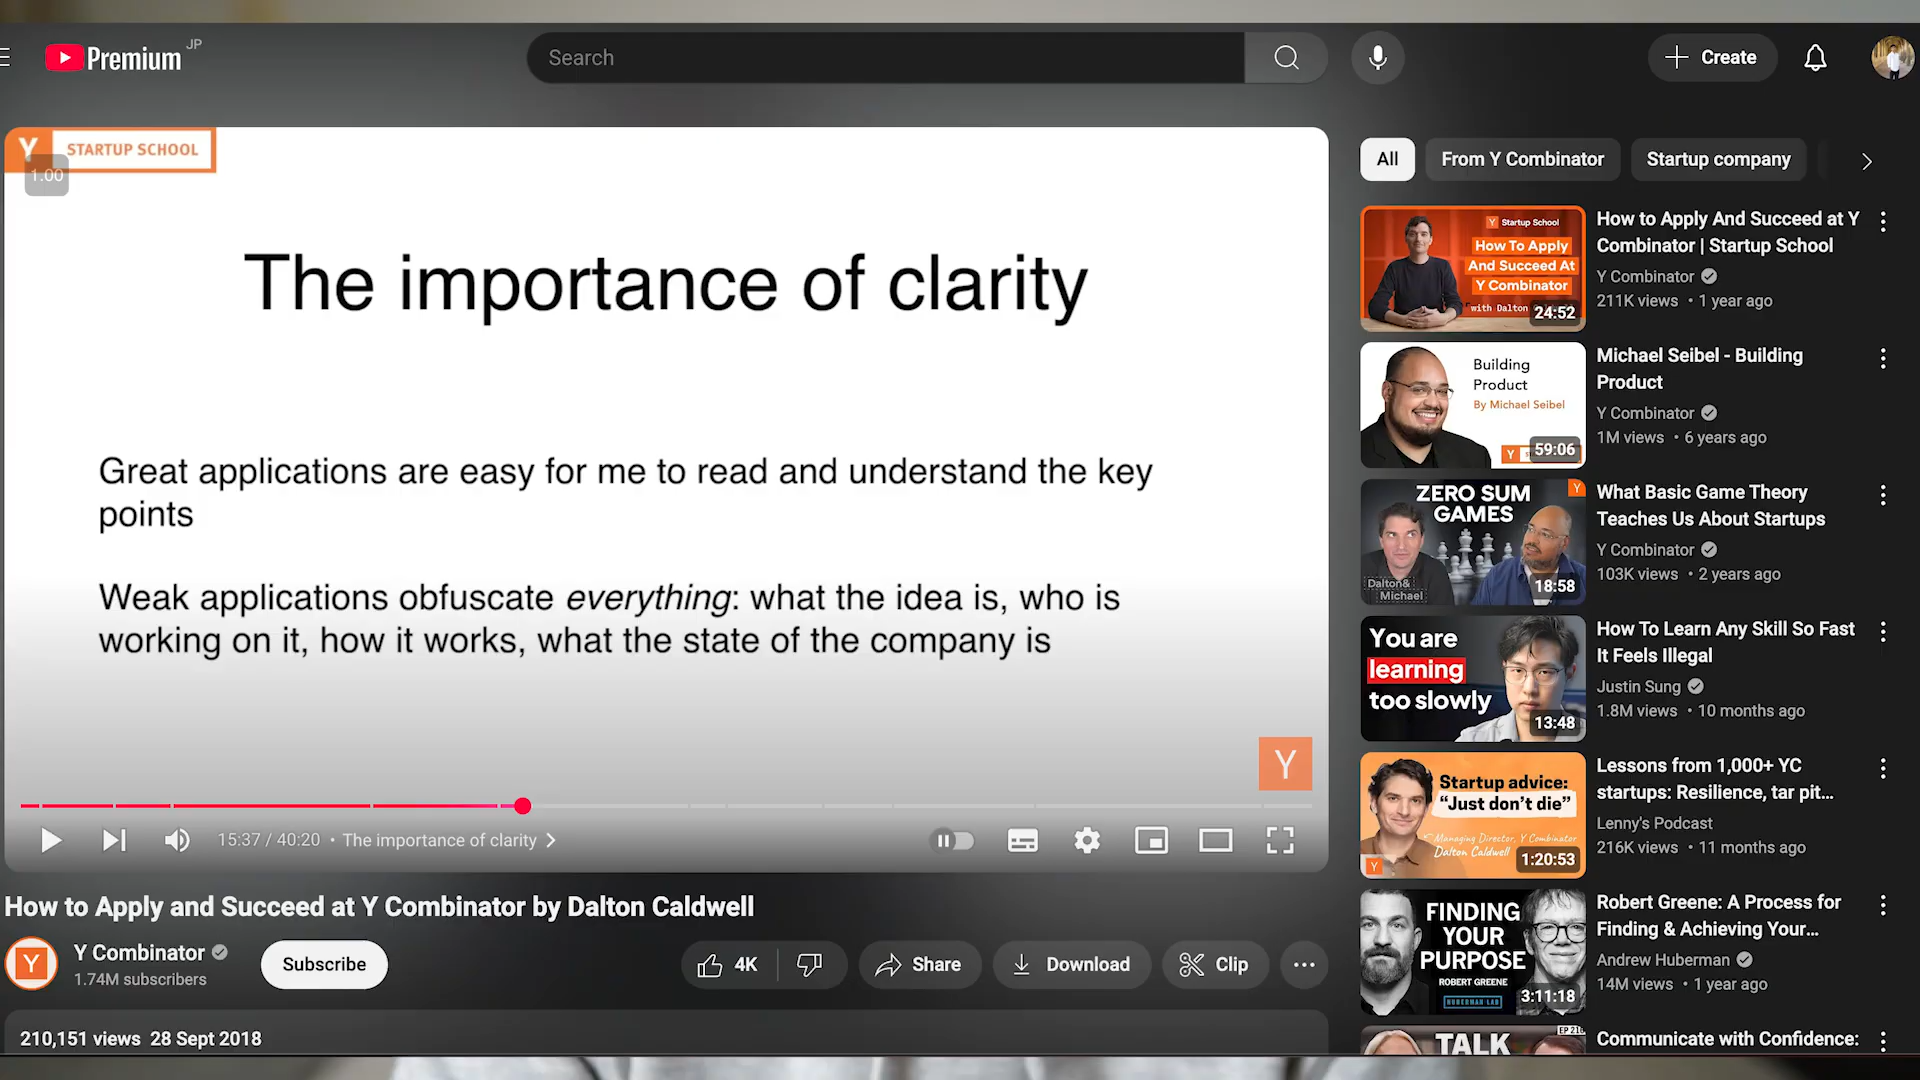 Premium JP
Search
Create
Y STARTUP SCHOOL
1.00
The importance of clarity
Great applications are easy for me to read and understand the key
points
Weak applications obfuscate everything: what the idea is, who is
working on it, how it works, what the state of the company is
Y
15:37 / 40:20 • The importance of clarity
How to Apply and Succeed at Y Combinator by Dalton Caldwell
Y
Y Combinator
1.74M subscribers
Subscribe
4K
Share
Download
Clip
210,151 views 28 Sept 2018
All
From Y Combinator
Startup company
Y Startup School
How To Apply
And Succeed At
Y Combinator
with Dalton
24:52
How to Apply And Succeed at Y
Combinator | Startup School
Y Combinator
211K views • 1 year ago
Building
Product
By Michael Seibel
Y
59:06
Michael Seibel - Building
Product
Y Combinator
1M views • 6 years ago
ZERO SUM
GAMES
Y
Dalton&
Michael
18:58
What Basic Game Theory
Teaches Us About Startups
Y Combinator
103K views • 2 years ago
You are
learning
too slowly
13:48
How To Learn Any Skill So Fast
It Feels Illegal
Justin Sung
1.8M views • 10 months ago
Startup advice:
“Just don’t die”
Managing Director, Y Combinator
Dalton Caldwell
Y
1:20:53
Lessons from 1,000+ YC
startups: Resilience, tar pit...
Lenny's Podcast
216K views • 11 months ago
FINDING
YOUR
PURPOSE
ROBERT GREENE
HUBERMAN LAB
3:11:18
Robert Greene: A Process for
Finding & Achieving Your...
Andrew Huberman
14M views • 1 year ago
TALK
Communicate with Confidence: